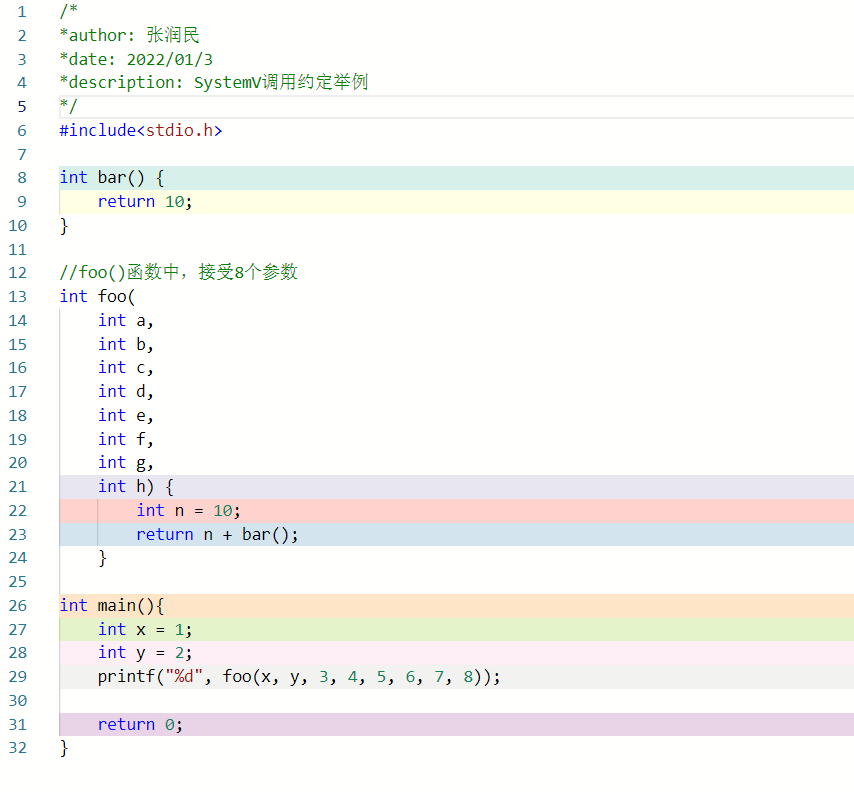 1 /*
2 *author: 张润民
3 *date: 2022/01/3
4 *description: SystemV调用约定举例
5 */
6 #include<stdio.h>
7
8 int bar() {
9     return 10;
10 }
11
12 //foo()函数中，接受8个参数
13 int foo(
14     int a,
15     int b,
16     int c,
17     int d,
18     int e,
19     int f,
20     int g,
21     int h) {
22         int n = 10;
23         return n + bar();
24     }
25
26 int main(){
27     int x = 1;
28     int y = 2;
29     printf("%d", foo(x, y, 3, 4, 5, 6, 7, 8));
30
31     return 0;
32 }